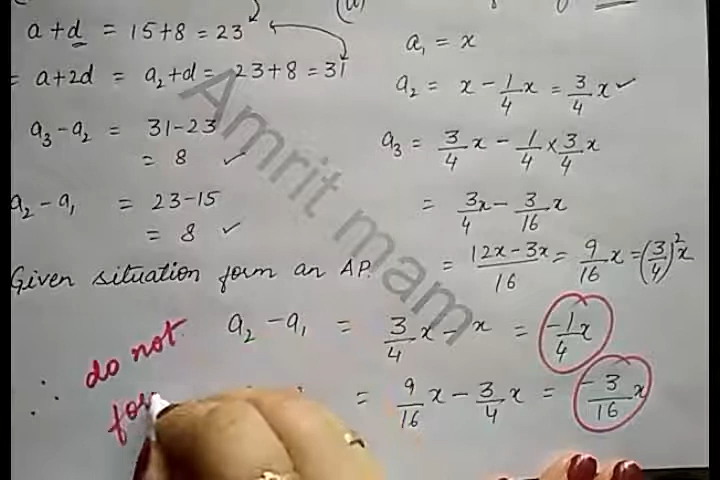 a + d = 15 + 8 = 23
= a + 2d = a₂ + d = 23 + 8 = 31
a₃ - a₂ = 31 - 23
= 8 ✓
a₂ - a₁ = 23 - 15
= 8 ✓
Given situation form an AP.
a₁ = x
a₂ = x - 1/4 x = 3/4 x ✓
a₃ = 3/4 x - 1/4 × 3/4 x
= 3x/4 - 3/16 x
= (12x - 3x)/16 = 9/16 x = (3/4)² x
a₂ - a₁ = 3/4 x - x = -1/4 x
= 9/16 x - 3/4 x = -3/16 x
∴ do not
for
Amrit mam